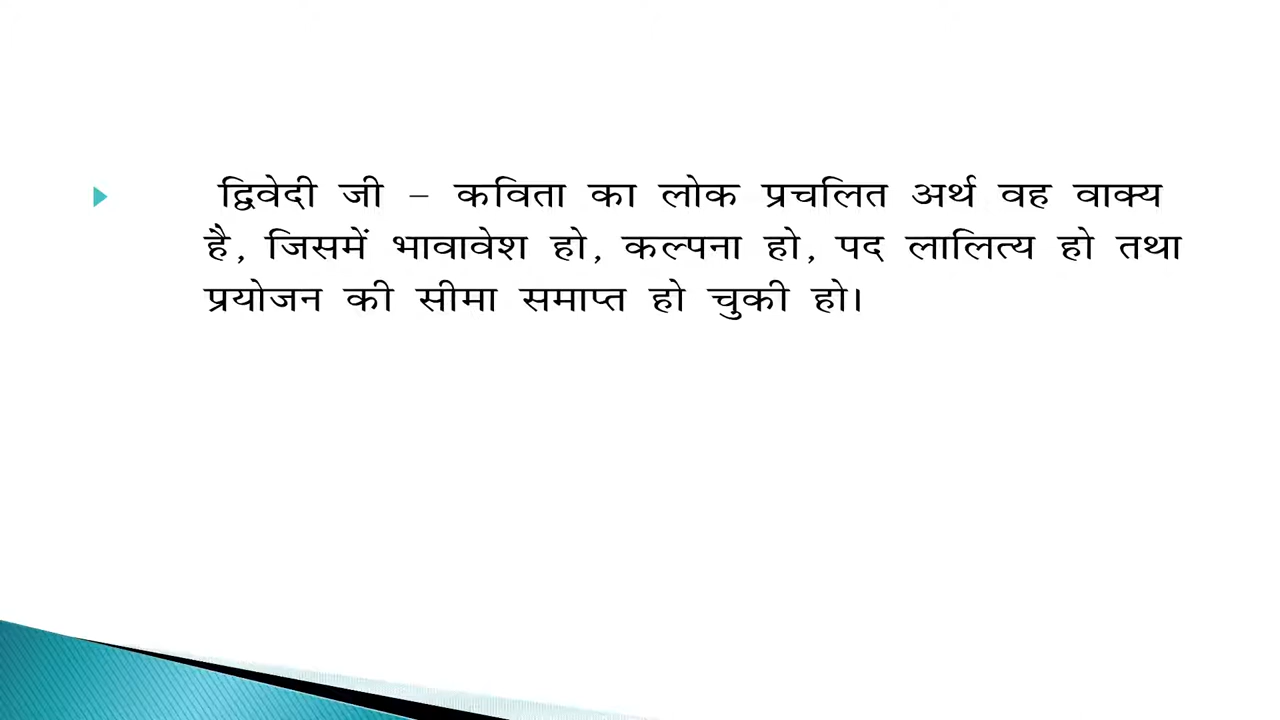 द्विवेदी जी – कविता का लोक प्रचलित अर्थ वह वाक्य
है, जिसमें भावावेश हो, कल्पना हो, पद लालित्य हो तथा
प्रयोजन की सीमा समाप्त हो चुकी हो।